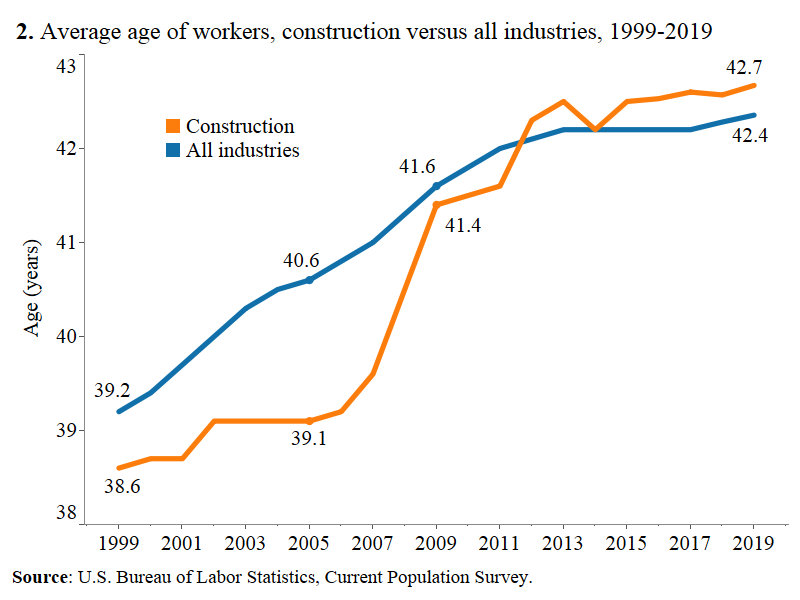 2. Average age of workers, construction versus all industries, 1999-2019
43
Construction
All industries
42.7
42.4
42
41.6
41.4
41
40.6
40
39.2
39.1
39
38.6
38
Age (years)
1999 2001 2003 2005 2007 2009 2011 2013 2015 2017 2019
Source: U.S. Bureau of Labor Statistics, Current Population Survey.